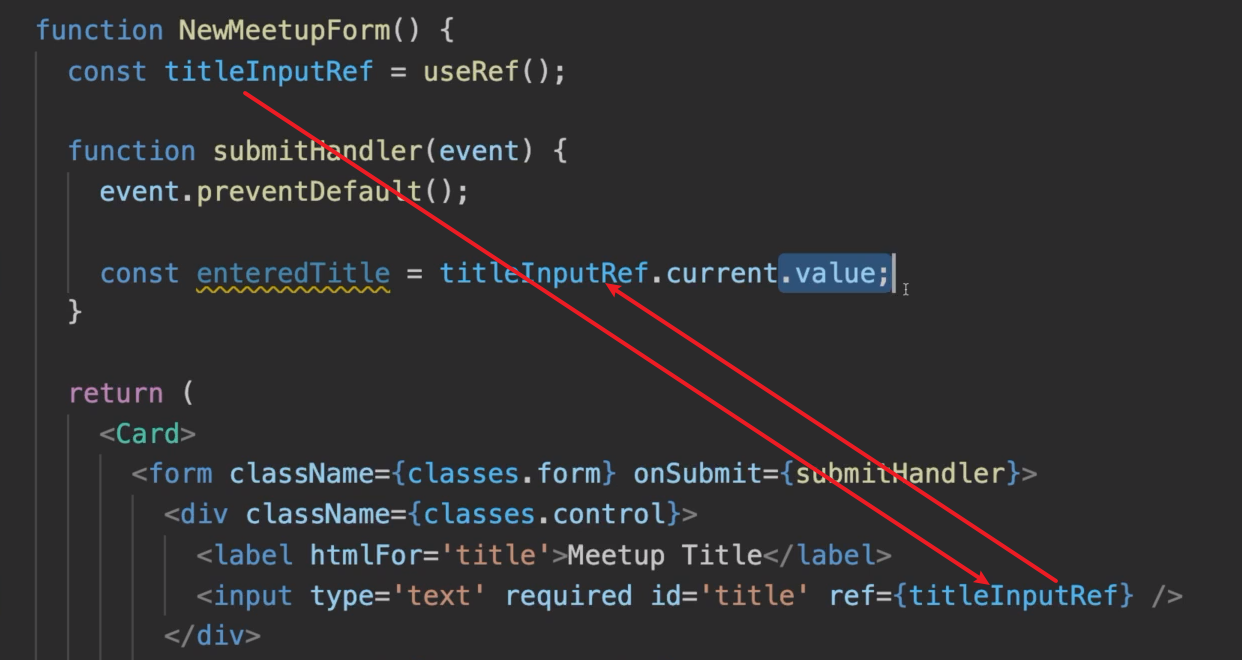 function NewMeetupForm() {
const titleInputRef = useRef();
function submitHandler(event) {
event.preventDefault();
const enteredTitle = titleInputRef.current.value;
}
return (
<Card>
<form className={classes.form} onSubmit={submitHandler}>
<div className={classes.control}>
<label htmlFor='title'>Meetup Title</label>
<input type='text' required id='title' ref={titleInputRef} />
</div>